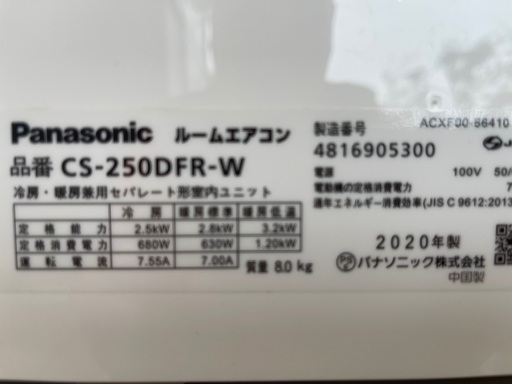 ACXF00-86410
Panasonic ルームエアコン
製造番号
4816905300
品番 CS-250DFR-W
電源 100V 50/
冷房・暖房兼用セパレート形室内ユニット
電動機の定格消費電力 7
通年エネルギー消費効率(JIS C 9612:2013
冷房 暖房標準 暖房低温
定格能力 2.5kW 2.8kW 3.2kW
定格消費電力 680W 630W 1.20kW
運転電流 7.55A 7.00A
質量 8.0 kg
2020年製
PS パナソニック株式会社
中国製